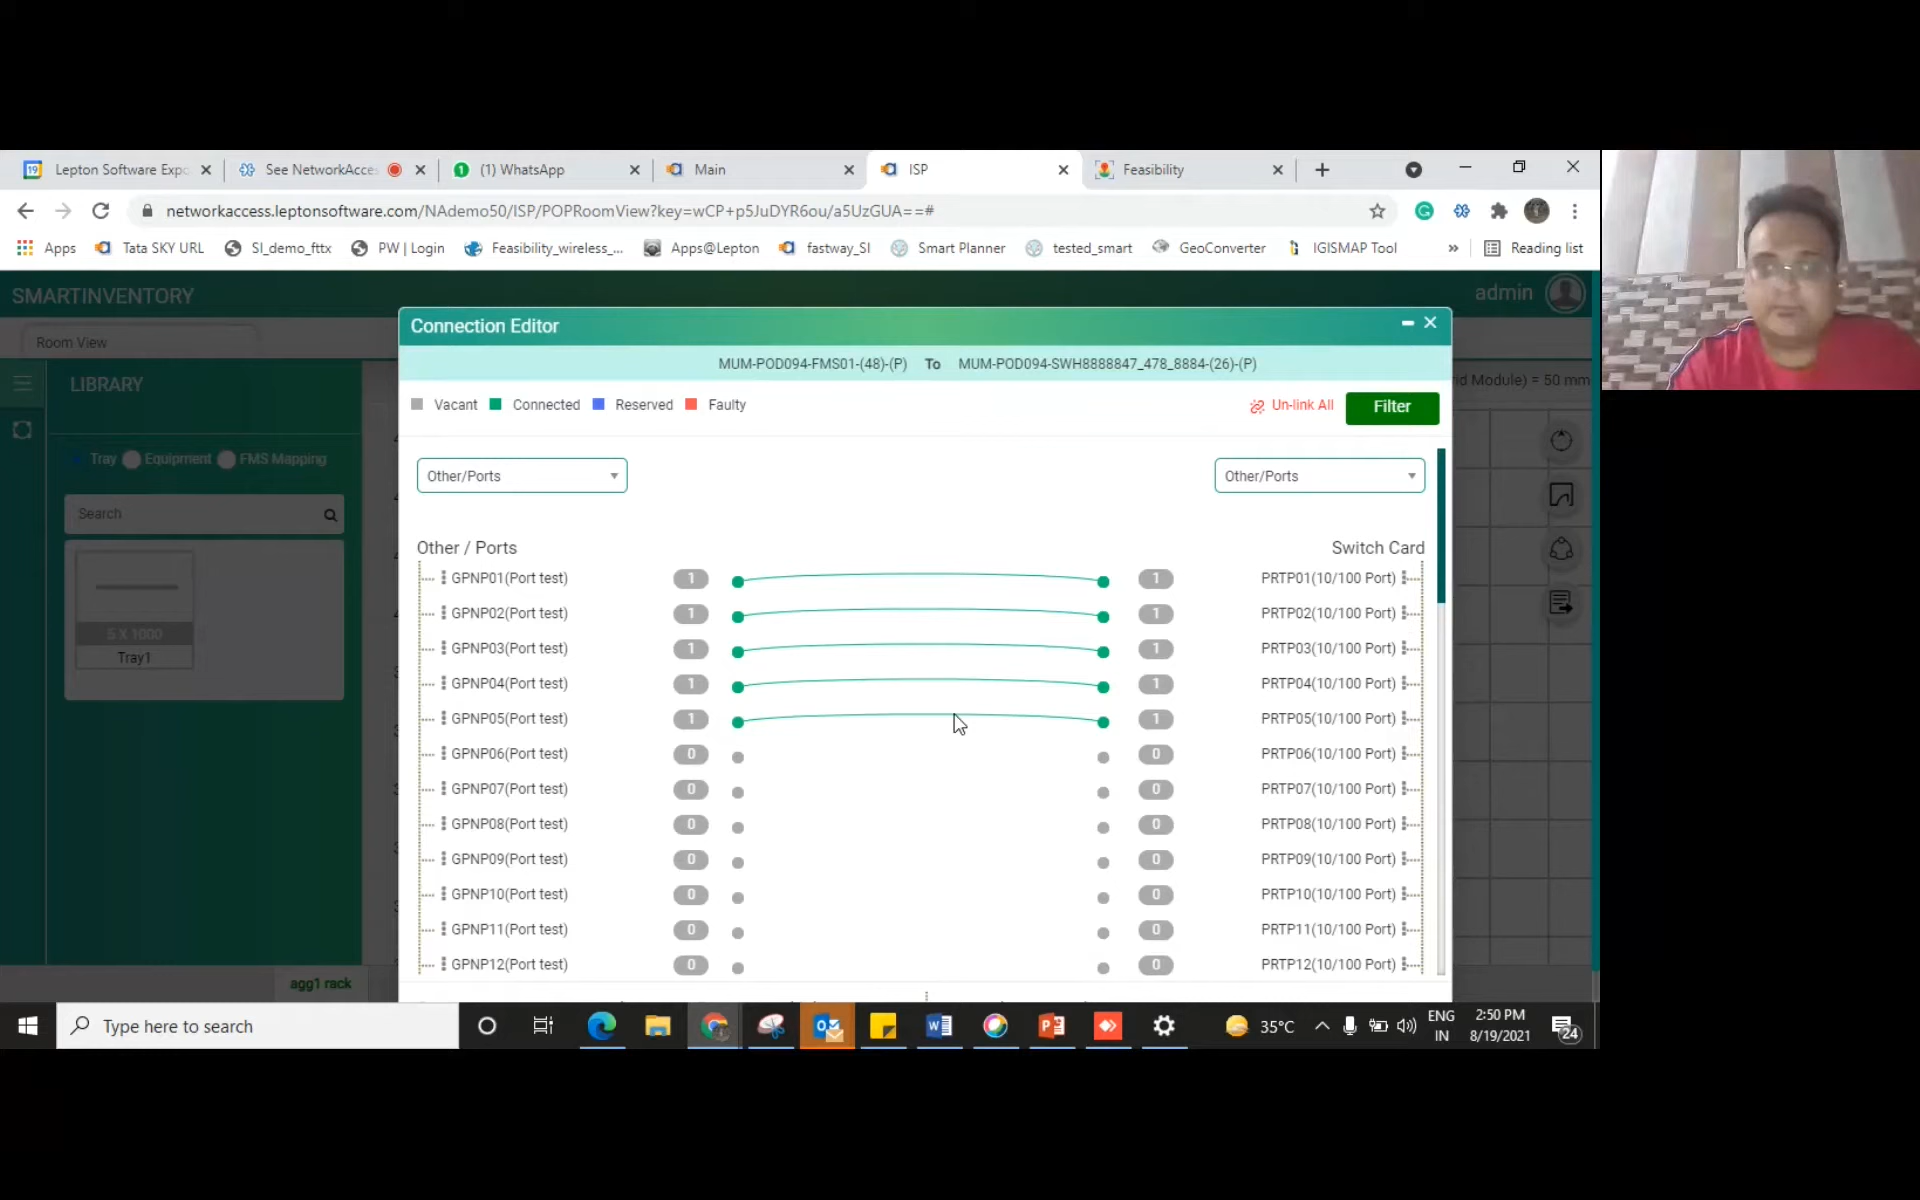 Lepton Software Expo
See NetworkAcces
(1) WhatsApp
Main
ISP
Feasibility
networkaccess.leptonsoftware.com/NAdemo50/ISP/POPRoomView?key=wCP+p5JuDYR6ou/a5UzGUA==#
Apps
Tata SKY URL
SI_demo_fttx
PW | Login
Feasibility_wireless_...
Apps@Lepton
fastway_SI
Smart Planner
tested_smart
GeoConverter
IGISMAP Tool
»
Reading list
SMARTINVENTORY
admin
Room View
LIBRARY
Tray Equipment FMS Mapping
Search
5 X 1000
Tray1
agg1 rack
Module) = 50 mm
Connection Editor
MUM-POD094-FMS01-(48)-(P) To MUM-POD094-SWH8888847_478_8884-(26)-(P)
Vacant Connected Reserved Faulty
Un-link All
Filter
Other/Ports Other/Ports
Other / Ports Switch Card
GPNP01(Port test) 1 1 PRTP01(10/100 Port)
GPNP02(Port test) 1 1 PRTP02(10/100 Port)
GPNP03(Port test) 1 1 PRTP03(10/100 Port)
GPNP04(Port test) 1 1 PRTP04(10/100 Port)
GPNP05(Port test) 1 1 PRTP05(10/100 Port)
GPNP06(Port test) 0 0 PRTP06(10/100 Port)
GPNP07(Port test) 0 0 PRTP07(10/100 Port)
GPNP08(Port test) 0 0 PRTP08(10/100 Port)
GPNP09(Port test) 0 0 PRTP09(10/100 Port)
GPNP10(Port test) 0 0 PRTP10(10/100 Port)
GPNP11(Port test) 0 0 PRTP11(10/100 Port)
GPNP12(Port test) 0 0 PRTP12(10/100 Port)
Type here to search
35°C
ENG
IN
2:50 PM
8/19/2021
24